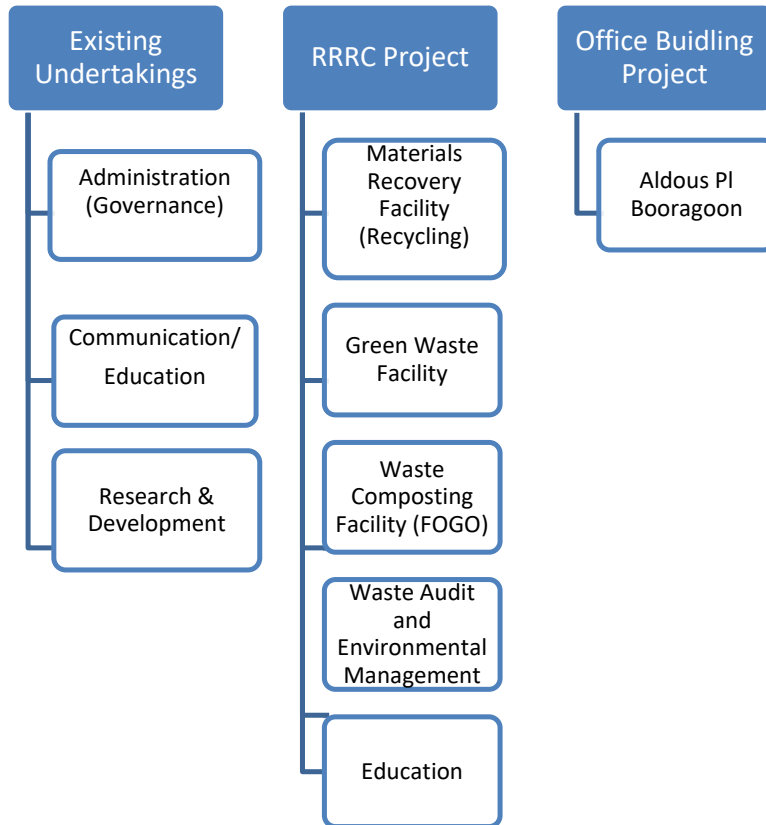 Existing
Undertakings
Administration
(Governance)
Communication/
Education
Research &
Development
RRRC Project
Materials
Recovery
Facility
(Recycling)
Green Waste
Facility
Waste
Composting
Facility (FOGO)
Waste Audit
and
Environmental
Management
Education
Office Buidling
Project
Aldous Pl
Booragoon